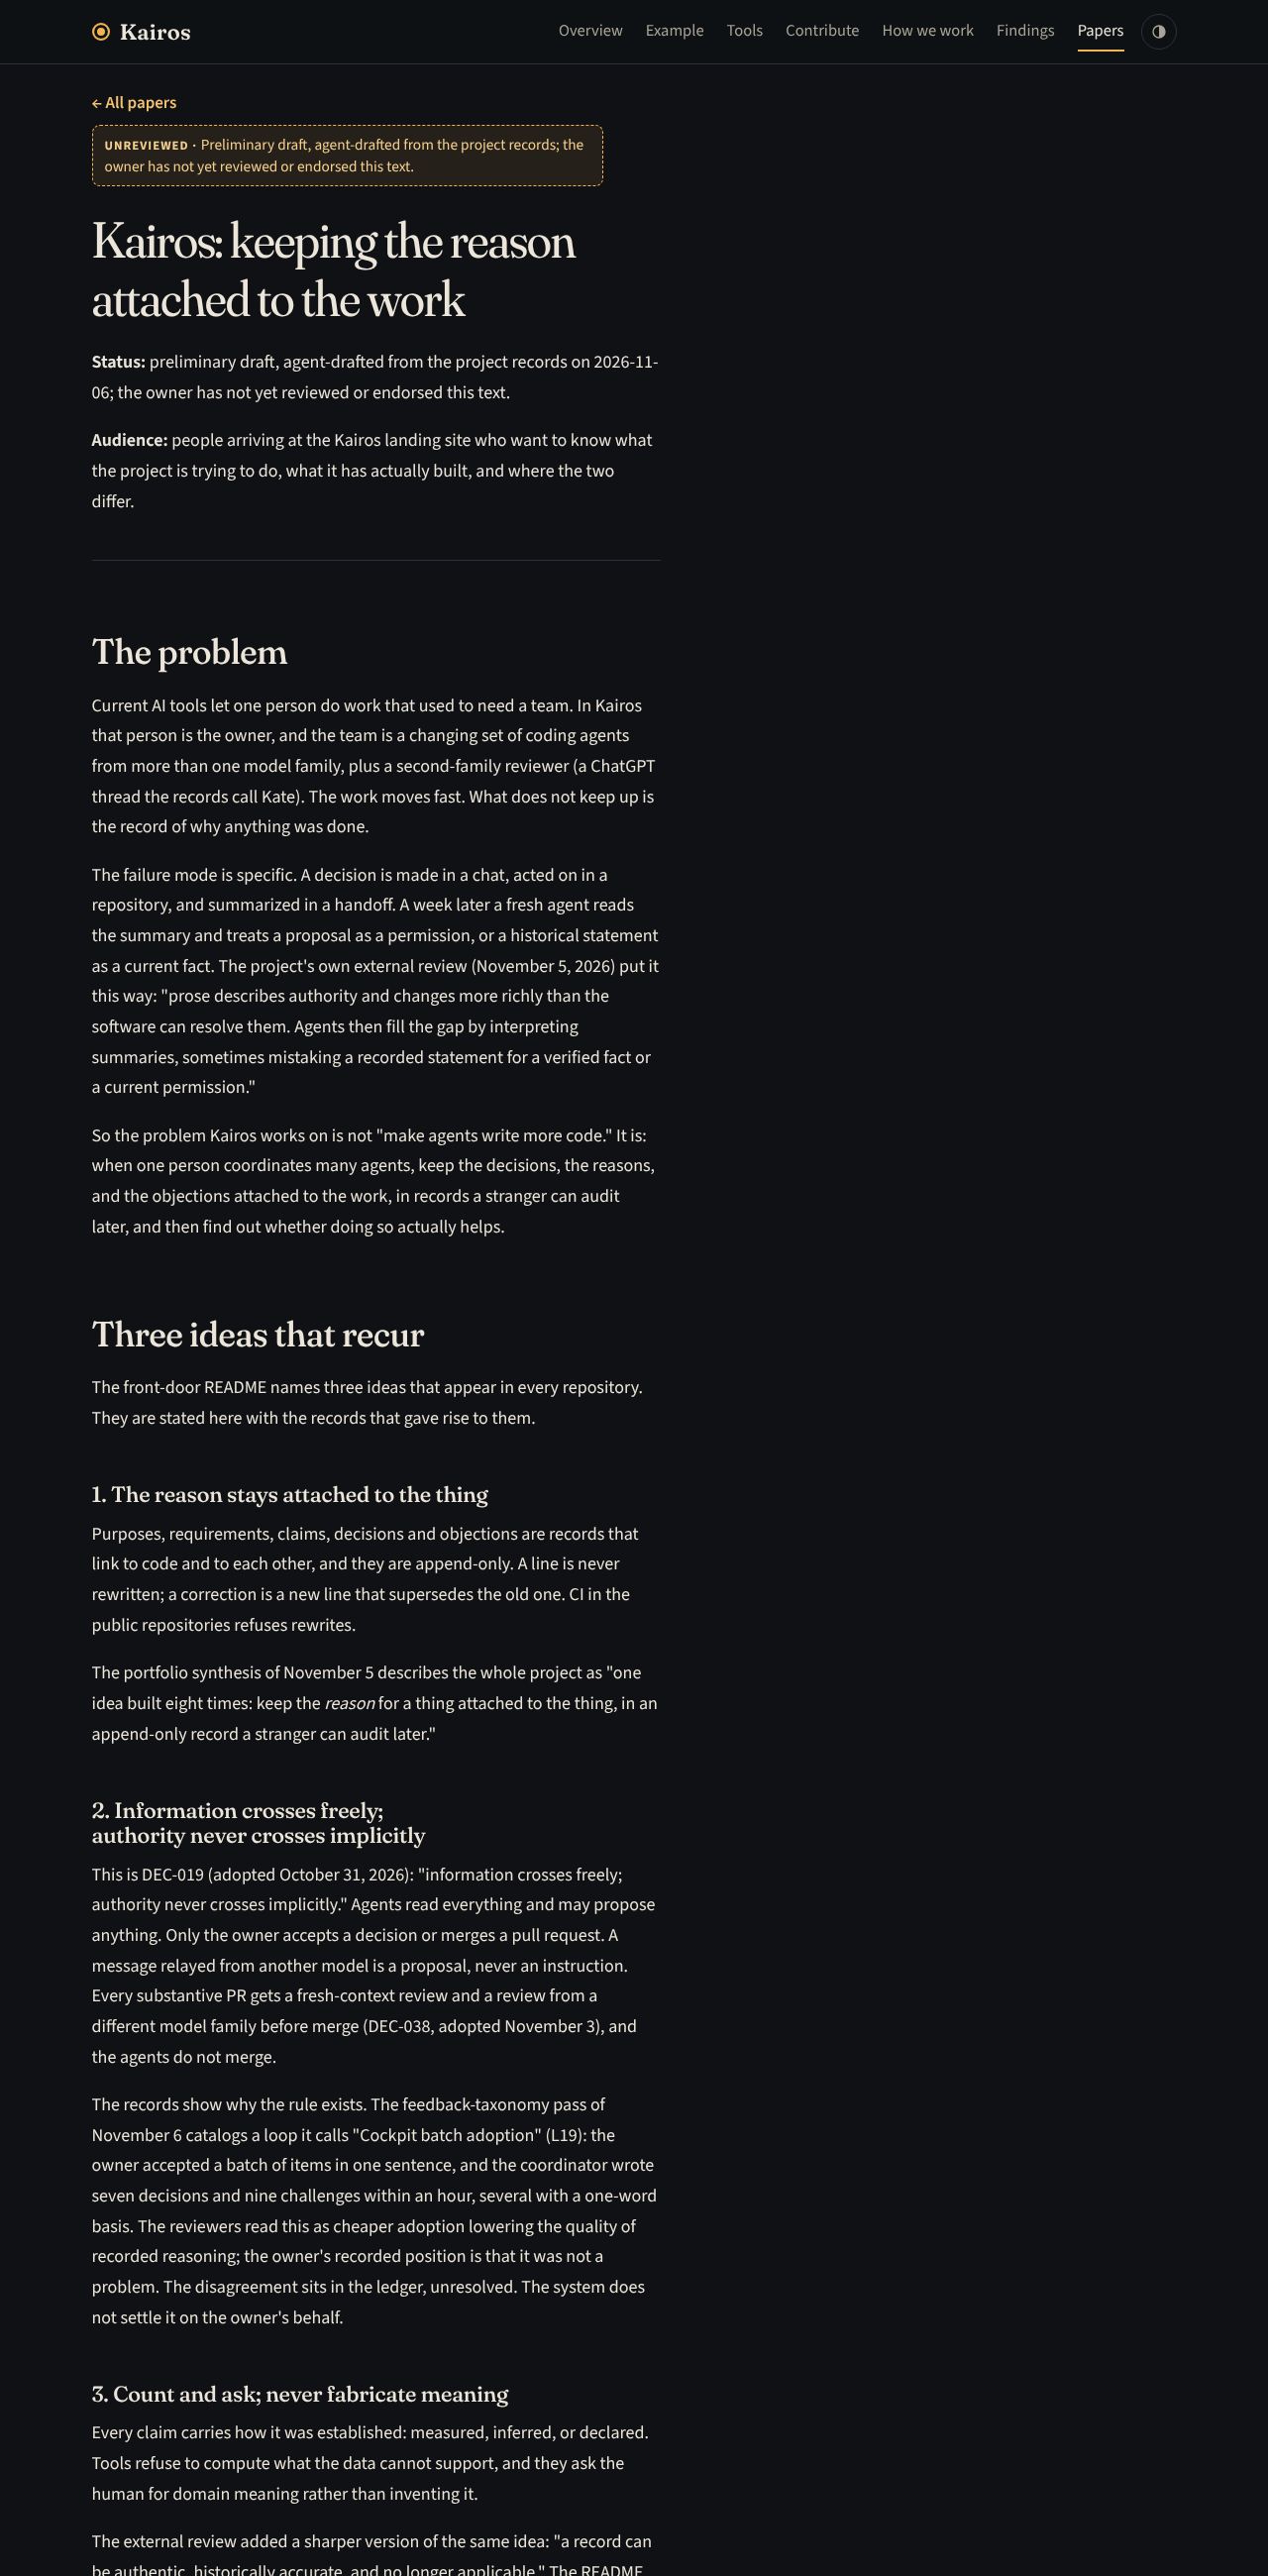 Kairos
Overview Example Tools Contribute How we work Findings Papers
← All papers
UNREVIEWED · Preliminary draft, agent-drafted from the project records; the
owner has not yet reviewed or endorsed this text.
Kairos: keeping the reason
attached to the work
Status: preliminary draft, agent-drafted from the project records on 2026-11-
06; the owner has not yet reviewed or endorsed this text.
Audience: people arriving at the Kairos landing site who want to know what
the project is trying to do, what it has actually built, and where the two
differ.
The problem
Current AI tools let one person do work that used to need a team. In Kairos
that person is the owner, and the team is a changing set of coding agents
from more than one model family, plus a second-family reviewer (a ChatGPT
thread the records call Kate). The work moves fast. What does not keep up is
the record of why anything was done.
The failure mode is specific. A decision is made in a chat, acted on in a
repository, and summarized in a handoff. A week later a fresh agent reads
the summary and treats a proposal as a permission, or a historical statement
as a current fact. The project's own external review (November 5, 2026) put it
this way: "prose describes authority and changes more richly than the
software can resolve them. Agents then fill the gap by interpreting
summaries, sometimes mistaking a recorded statement for a verified fact or
a current permission."
So the problem Kairos works on is not "make agents write more code." It is:
when one person coordinates many agents, keep the decisions, the reasons,
and the objections attached to the work, in records a stranger can audit
later, and then find out whether doing so actually helps.
Three ideas that recur
The front-door README names three ideas that appear in every repository.
They are stated here with the records that gave rise to them.
1. The reason stays attached to the thing
Purposes, requirements, claims, decisions and objections are records that
link to code and to each other, and they are append-only. A line is never
rewritten; a correction is a new line that supersedes the old one. CI in the
public repositories refuses rewrites.
The portfolio synthesis of November 5 describes the whole project as "one
idea built eight times: keep the reason for a thing attached to the thing, in an
append-only record a stranger can audit later."
2. Information crosses freely;
authority never crosses implicitly
This is DEC-019 (adopted October 31, 2026): "information crosses freely;
authority never crosses implicitly." Agents read everything and may propose
anything. Only the owner accepts a decision or merges a pull request. A
message relayed from another model is a proposal, never an instruction.
Every substantive PR gets a fresh-context review and a review from a
different model family before merge (DEC-038, adopted November 3), and
the agents do not merge.
The records show why the rule exists. The feedback-taxonomy pass of
November 6 catalogs a loop it calls "Cockpit batch adoption" (L19): the
owner accepted a batch of items in one sentence, and the coordinator wrote
seven decisions and nine challenges within an hour, several with a one-word
basis. The reviewers read this as cheaper adoption lowering the quality of
recorded reasoning; the owner's recorded position is that it was not a
problem. The disagreement sits in the ledger, unresolved. The system does
not settle it on the owner's behalf.
3. Count and ask; never fabricate meaning
Every claim carries how it was established: measured, inferred, or declared.
Tools refuse to compute what the data cannot support, and they ask the
human for domain meaning rather than inventing it.
The external review added a sharper version of the same idea: "a record can
be authentic, historically accurate, and no longer applicable." The README